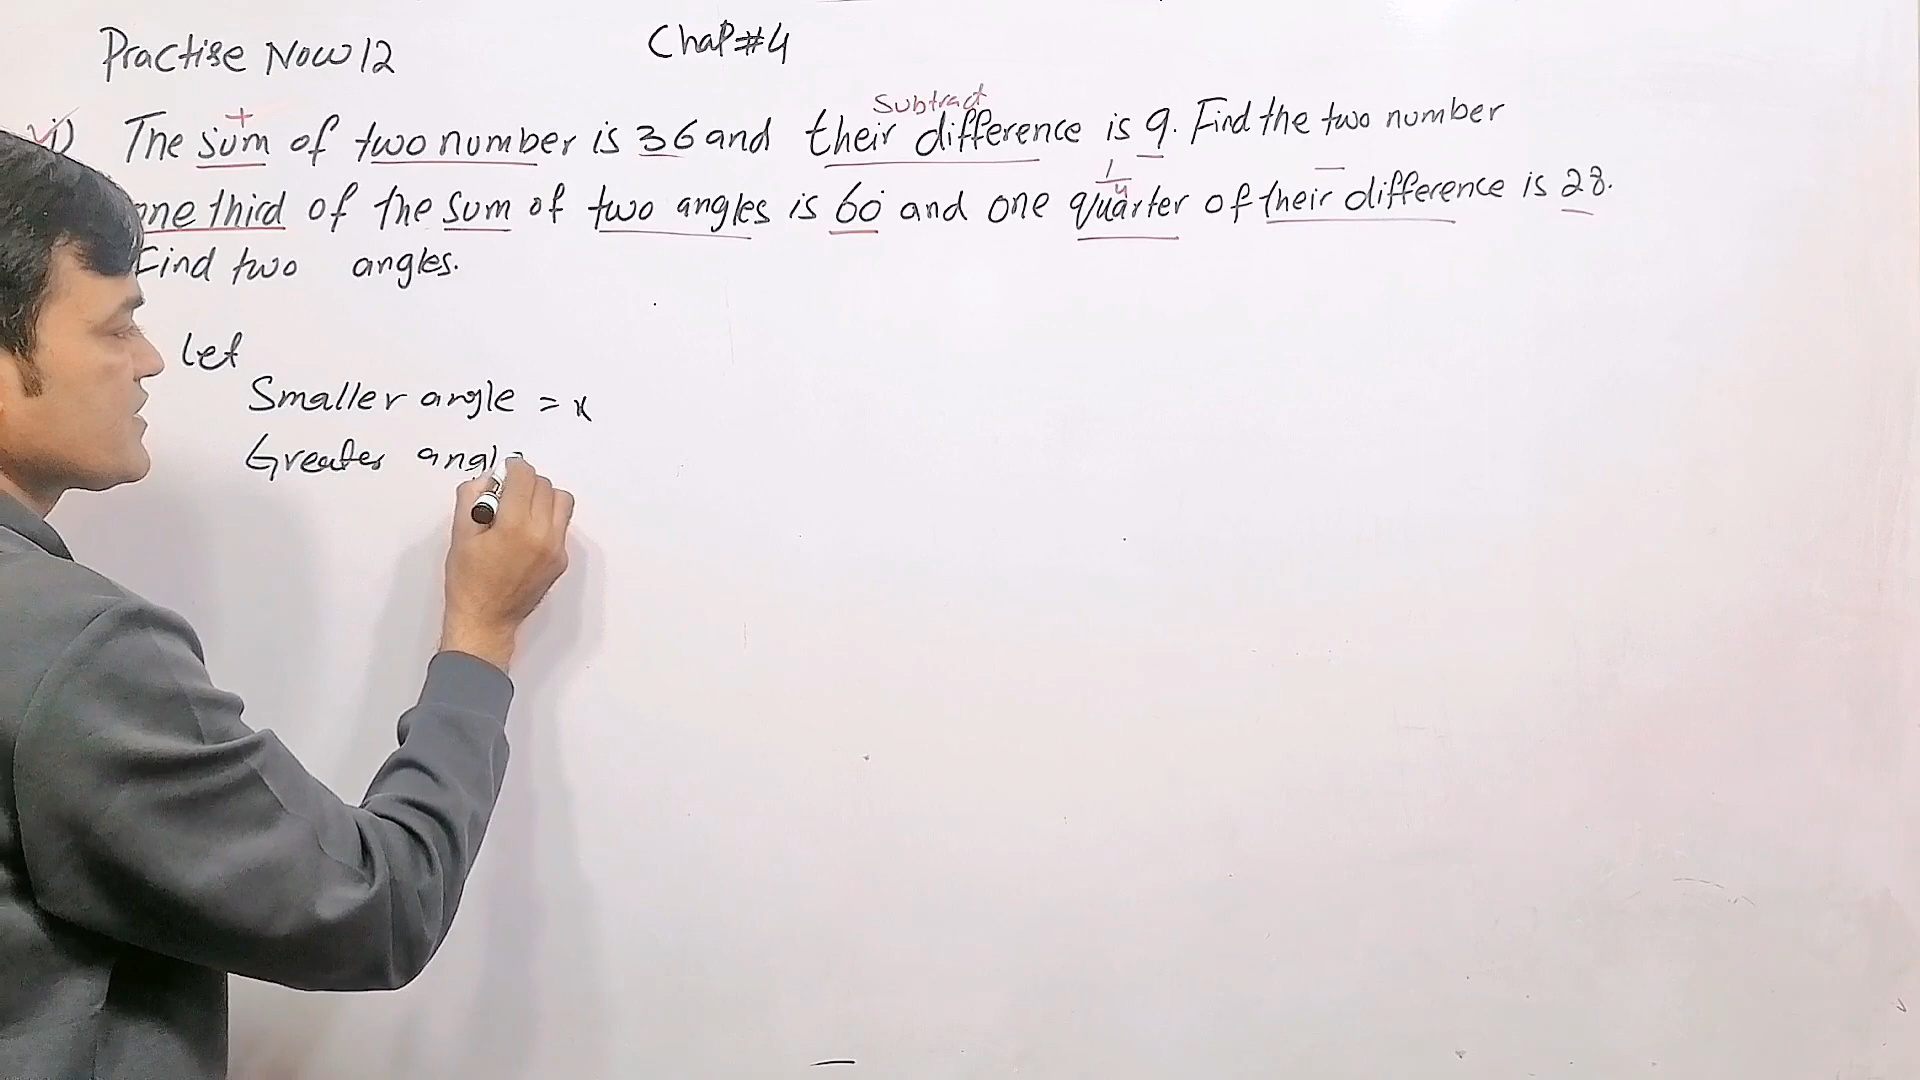 Practise Now 12
Chap#4
+
Subtract
i) The sum of two number is 36 and their difference is 9. Find the two number
1/4
one third of the sum of two angles is 60 and one quarter of their difference is 28.
Find two angles.
Let
Smaller angle = x
Greater angle